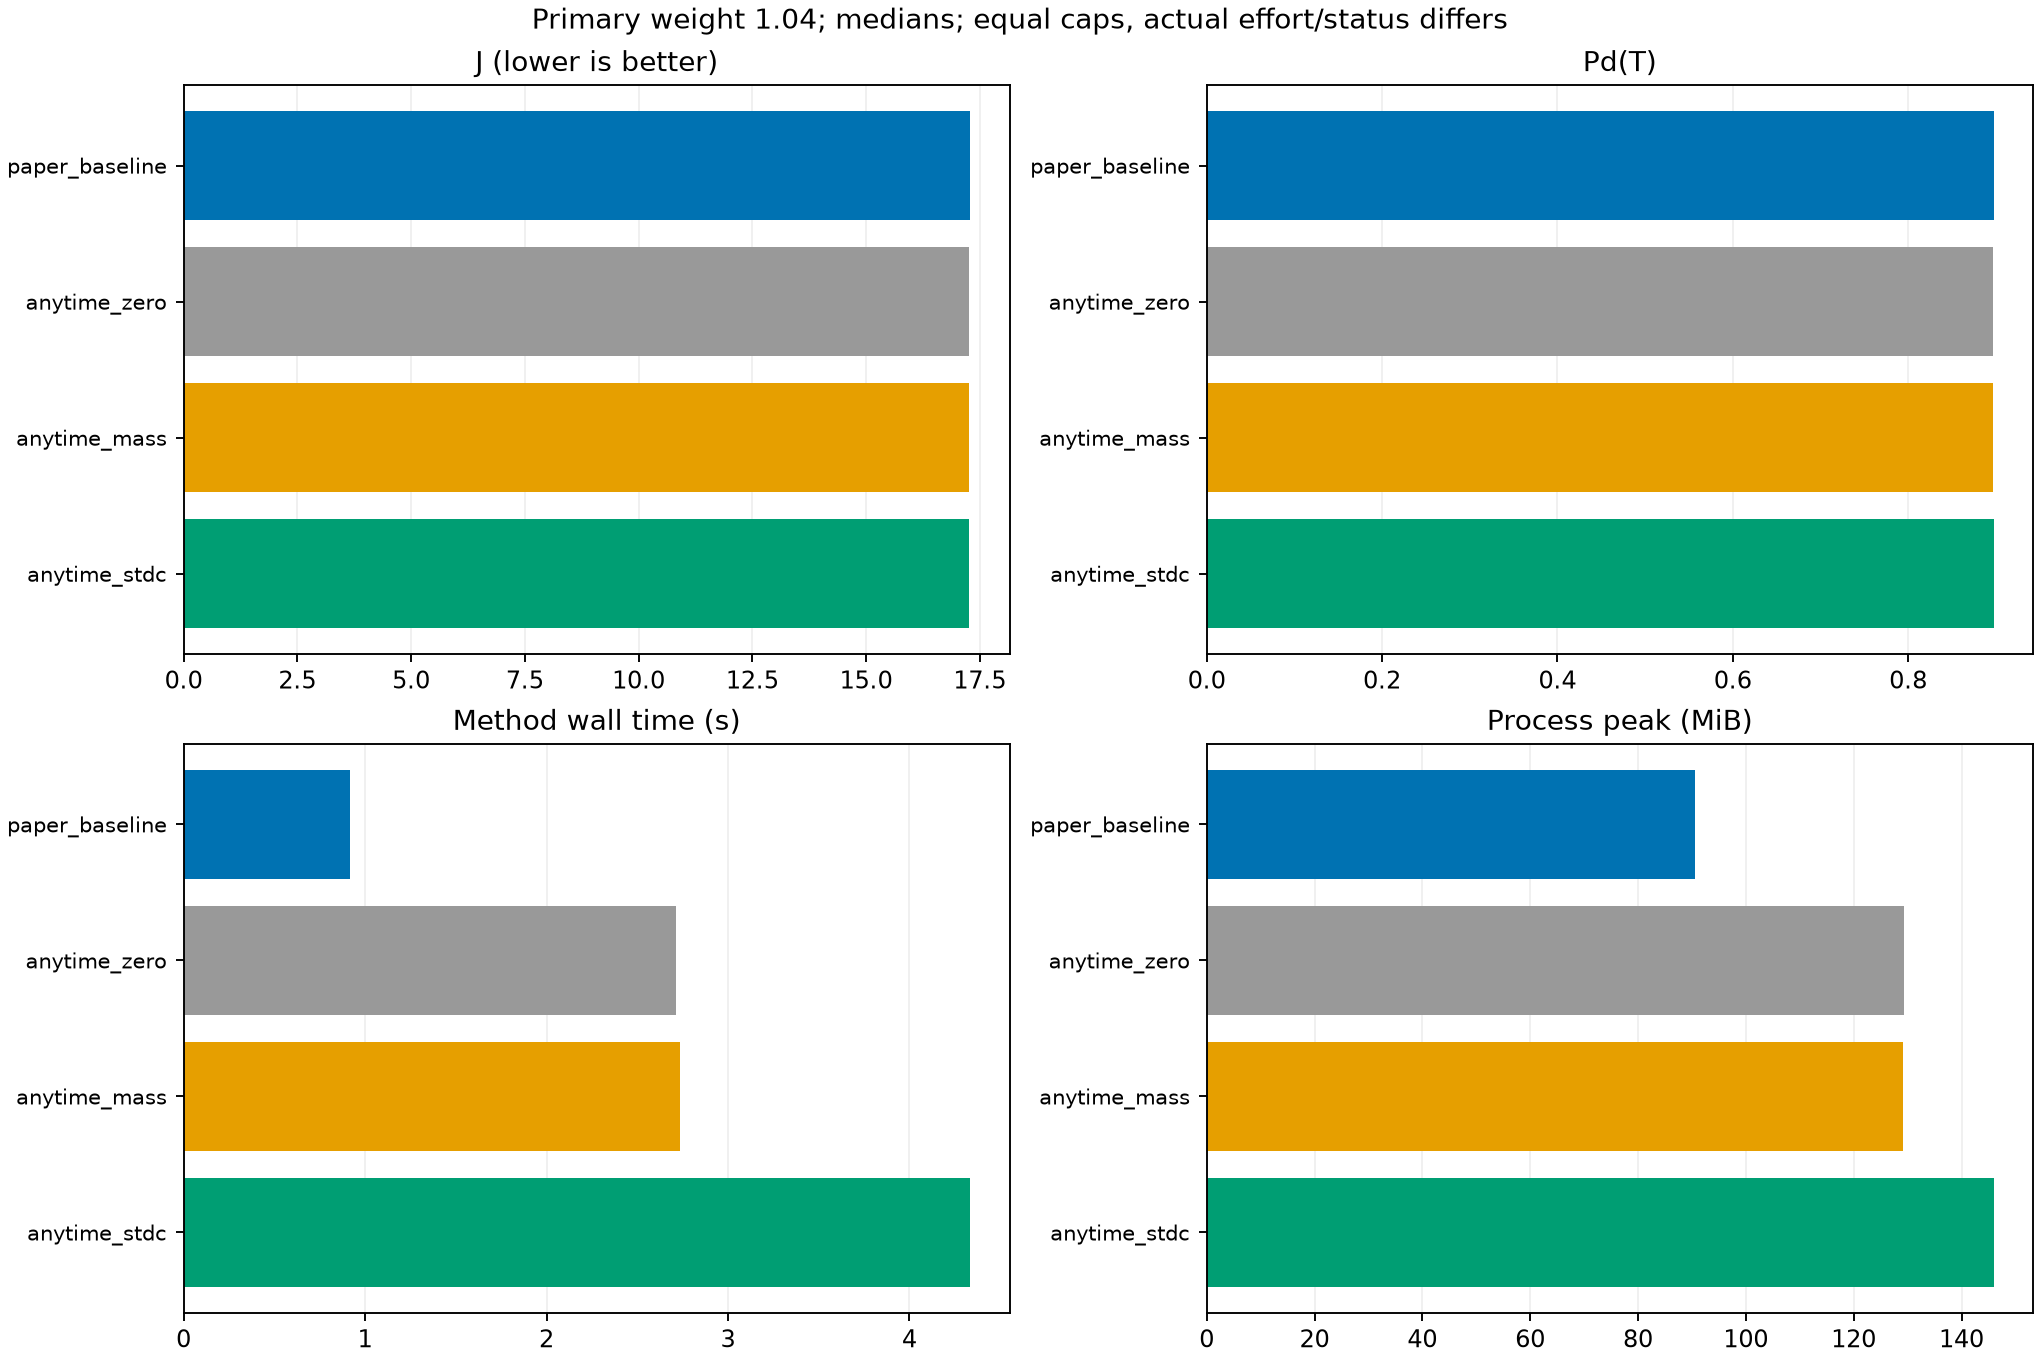 Primary weight 1.04; medians; equal caps, actual effort/status differs
J (lower is better)
paper_baseline
anytime_zero
anytime_mass
anytime_stdc
0.0 2.5 5.0 7.5 10.0 12.5 15.0 17.5
Pd(T)
paper_baseline
anytime_zero
anytime_mass
anytime_stdc
0.0 0.2 0.4 0.6 0.8
Method wall time (s)
paper_baseline
anytime_zero
anytime_mass
anytime_stdc
0 1 2 3 4
Process peak (MiB)
paper_baseline
anytime_zero
anytime_mass
anytime_stdc
0 20 40 60 80 100 120 140